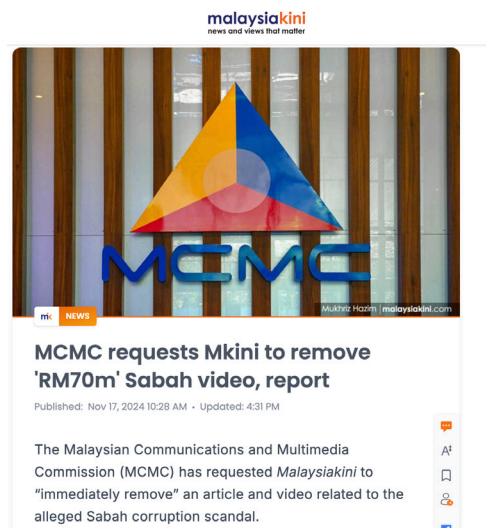 malaysiakini
news and views that matter
MCMC
Mukhriz Hazim | malaysiakini.com
mk NEWS
MCMC requests Mkini to remove
'RM70m' Sabah video, report
Published: Nov 17, 2024 10:28 AM • Updated: 4:31 PM
The Malaysian Communications and Multimedia
Commission (MCMC) has requested Malaysiakini to
“immediately remove” an article and video related to the
alleged Sabah corruption scandal.